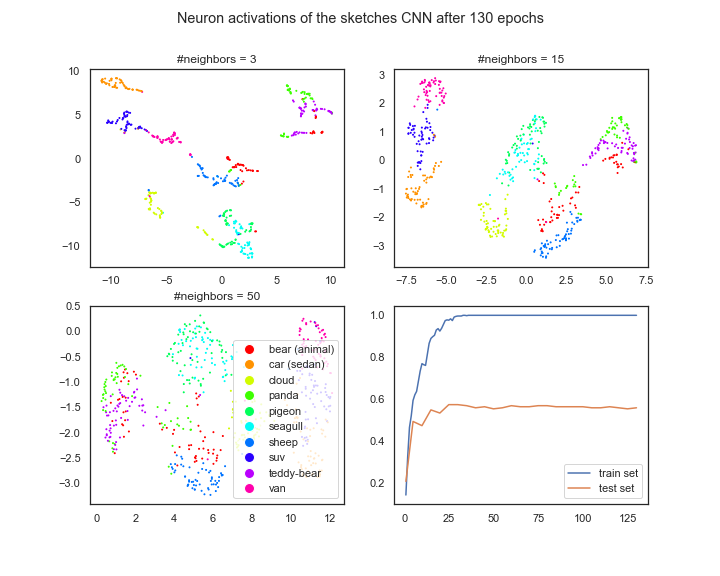 Neuron activations of the sketches CNN after 130 epochs
#neighbors = 3
10
5
0
−5
−10
−10 −5 0 5 10
#neighbors = 15
3
2
1
0
−1
−2
−3
−7.5 −5.0 −2.5 0.0 2.5 5.0 7.5
#neighbors = 50
0.5
0.0
−0.5
−1.0
−1.5
−2.0
−2.5
−3.0
0 2 4 6 8 10 12
bear (animal)
car (sedan)
cloud
panda
pigeon
seagull
sheep
suv
teddy-bear
van
1.0
0.8
0.6
0.4
0.2
0 25 50 75 100 125
train set
test set